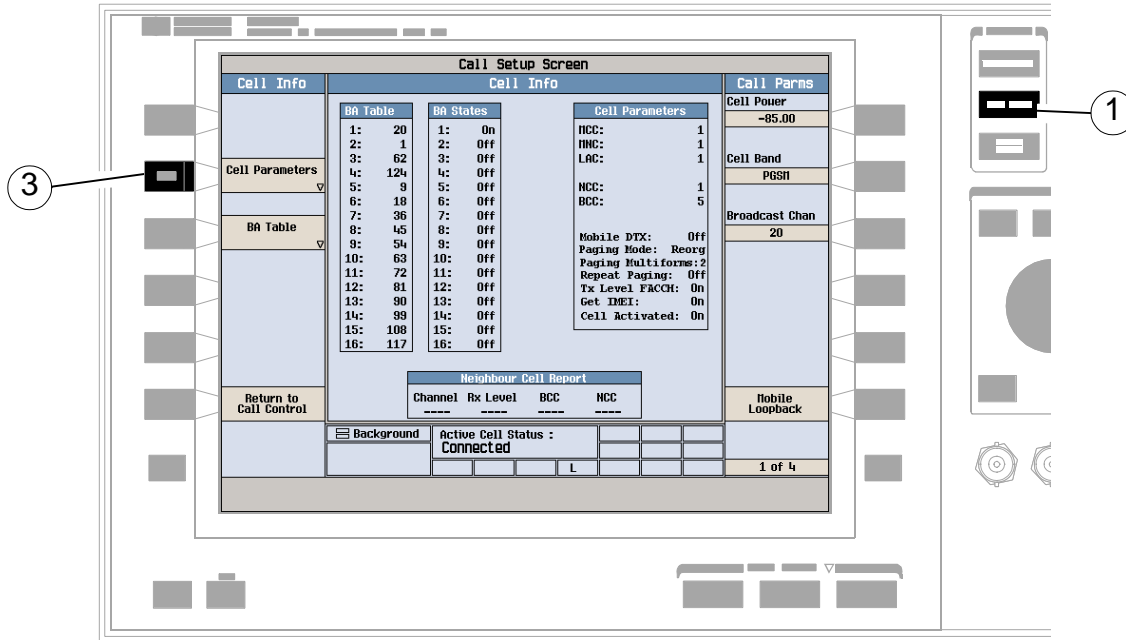 Call Setup Screen
Cell Info
Cell Info
Call Parms
Cell Parameters
BA Table
Return to
Call Control
BA Table
1: 20
2: 1
3: 62
4: 124
5: 9
6: 18
7: 36
8: 45
9: 54
10: 63
11: 72
12: 81
13: 90
14: 99
15: 108
16: 117
BA States
1: On
2: Off
3: Off
4: Off
5: Off
6: Off
7: Off
8: Off
9: Off
10: Off
11: Off
12: Off
13: Off
14: Off
15: Off
16: Off
Cell Parameters
MCC: 1
MNC: 1
LAC: 1
NCC: 1
BCC: 5
Mobile DTX: Off
Paging Mode: Reorg
Paging Multiforms:2
Repeat Paging: Off
Tx Level FACCH: On
Get IMEI: On
Cell Activated: On
Neighbour Cell Report
Channel Rx Level BCC NCC
---- ---- ---- ----
Background
Active Cell Status :
Connected
L
Cell Power
-85.00
Cell Band
PGSM
Broadcast Chan
20
Mobile
Loopback
1 of 4
1
3